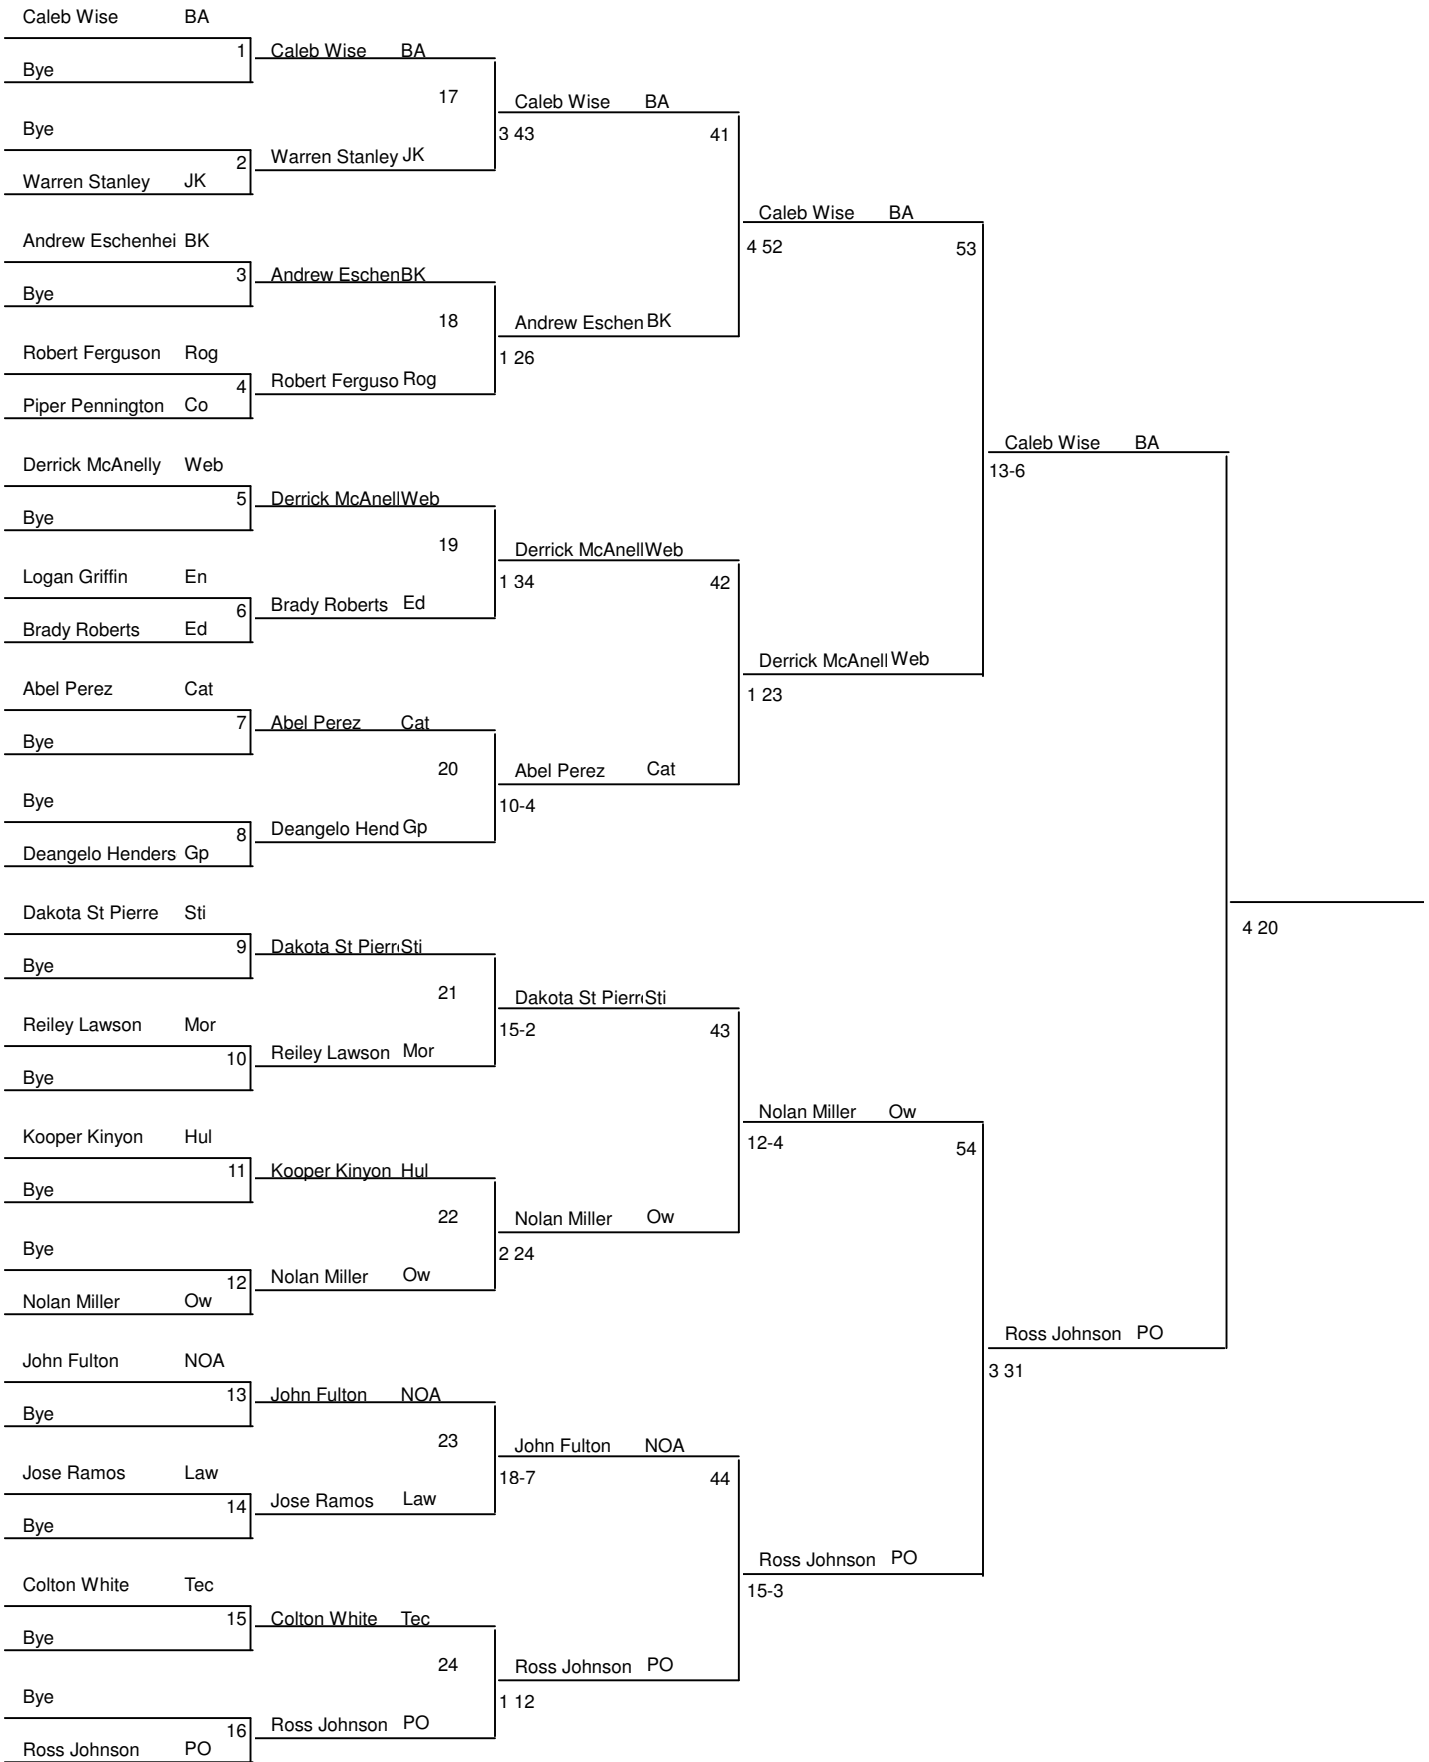 Caleb Wise BA
1
Bye
Bye
2
Warren Stanley JK
Andrew Eschenhei BK
3
Bye
Robert Ferguson Rog
4
Piper Pennington Co
Derrick McAnelly Web
5
Bye
Logan Griffin En
6
Brady Roberts Ed
Abel Perez Cat
7
Bye
Bye
8
Deangelo Henders Gp
Dakota St Pierre Sti
9
Bye
Reiley Lawson Mor
10
Bye
Kooper Kinyon Hul
11
Bye
Bye
12
Nolan Miller Ow
John Fulton NOA
13
Bye
Jose Ramos Law
14
Bye
Colton White Tec
15
Bye
Bye
16
Ross Johnson PO
Caleb Wise BA
17
Warren Stanley JK
Andrew Eschen BK
18
Robert Ferguso Rog
Derrick McAnell Web
19
Brady Roberts Ed
Abel Perez Cat
20
Deangelo Hend Gp
Dakota St Pierr Sti
21
Reiley Lawson Mor
Kooper Kinyon Hul
22
Nolan Miller Ow
John Fulton NOA
23
Jose Ramos Law
Colton White Tec
24
Ross Johnson PO
Caleb Wise BA
3 43
41
Andrew Eschen BK
1 26
Derrick McAnell Web
1 34
42
Abel Perez Cat
10-4
Dakota St Pierr Sti
15-2
43
Nolan Miller Ow
2 24
John Fulton NOA
18-7
44
Ross Johnson PO
1 12
Caleb Wise BA
4 52
53
Derrick McAnell Web
1 23
Nolan Miller Ow
12-4
54
Ross Johnson PO
15-3
Caleb Wise BA
13-6
Ross Johnson PO
3 31
4 20